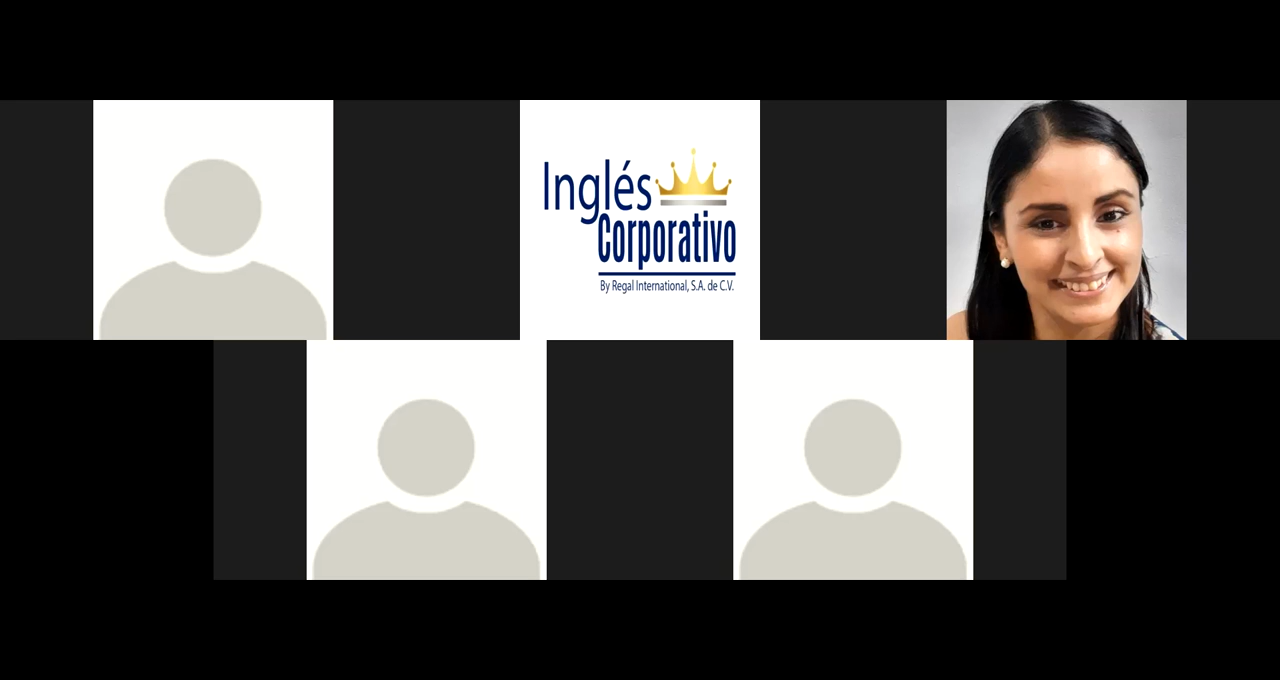 Inglés
Corporativo
By Regal International, S.A. de C.V.